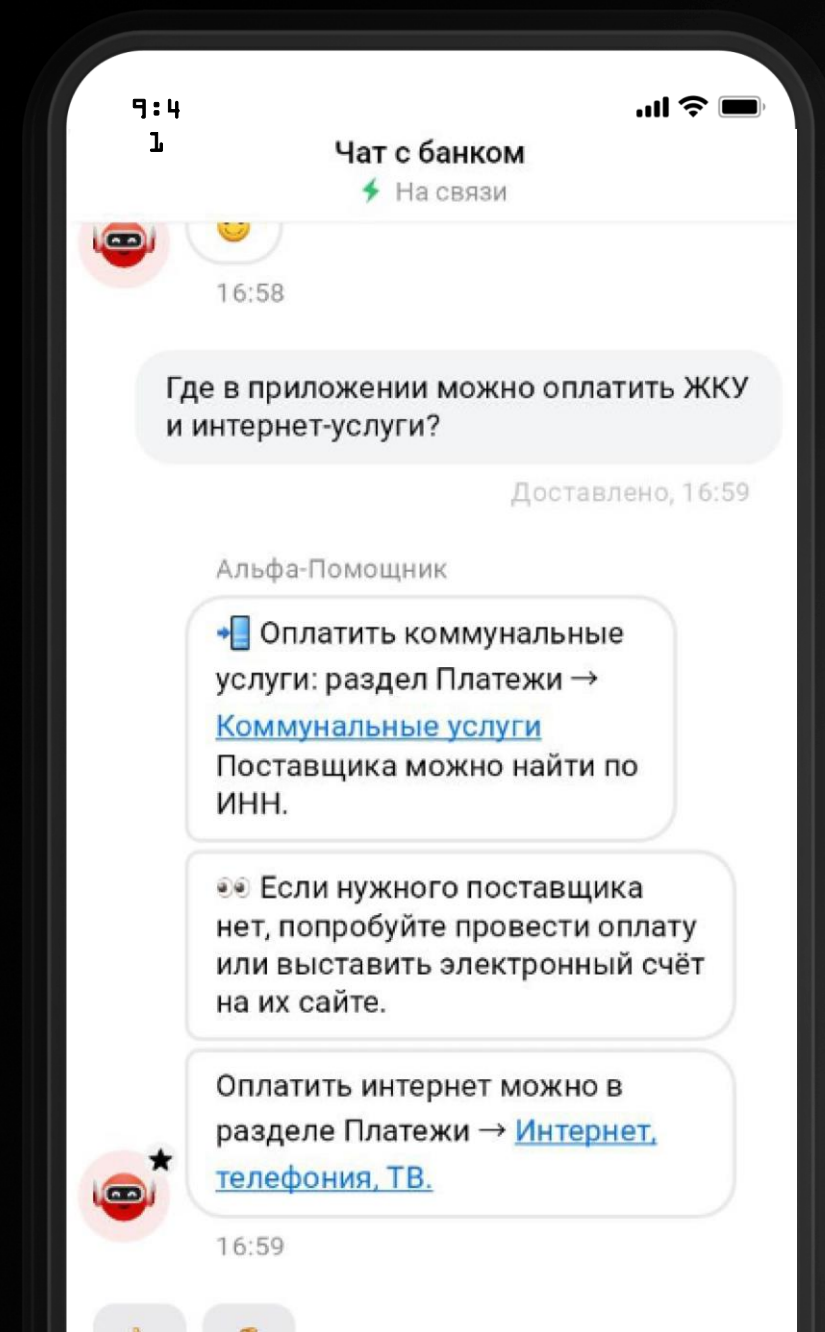 9:4
1
Чат с банком
На связи
16:58
Где в приложении можно оплатить ЖКУ
и интернет-услуги?
Доставлено, 16:59
Альфа-Помощник
Оплатить коммунальные
услуги: раздел Платежи →
Коммунальные услуги
Поставщика можно найти по
ИНН.
Если нужного поставщика
нет, попробуйте провести оплату
или выставить электронный счёт
на их сайте.
Оплатить интернет можно в
разделе Платежи → Интернет,
телефония, ТВ.
16:59